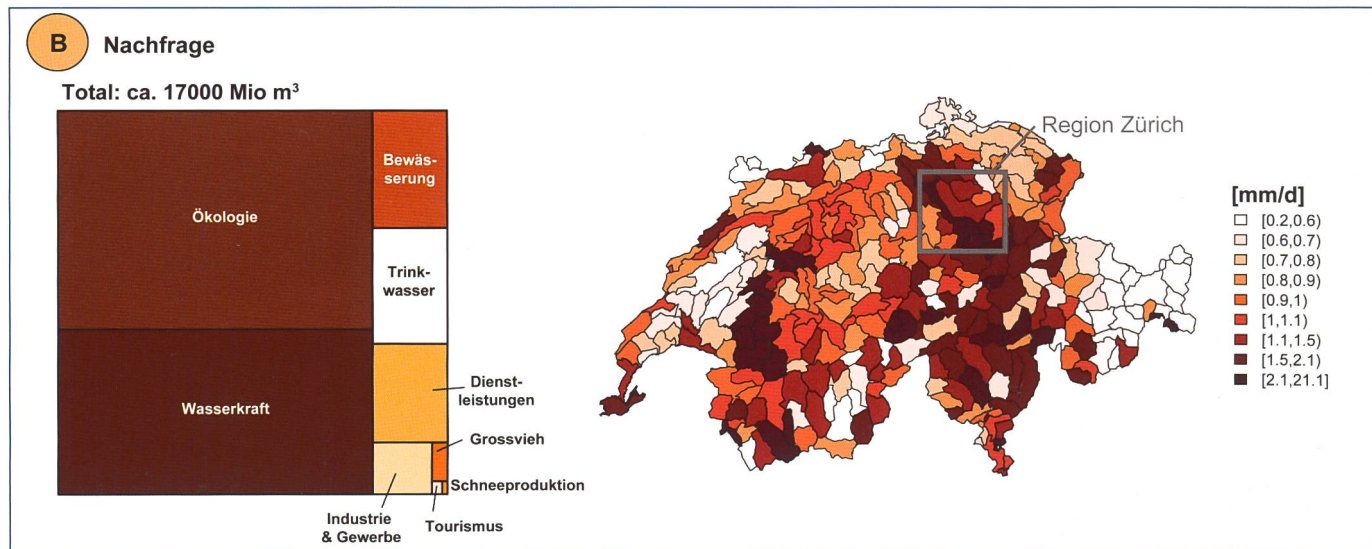 B
Nachfrage
Total: ca. 17000 Mio m³
Ökologie
Wasserkraft
Bewäs-
serung
Trink-
wasser
Dienst-
leistungen
Grossvieh
Schneeproduktion
Industrie
& Gewerbe
Tourismus
Region Zürich
[mm/d]
[0.2,0.6)
[0.6,0.7)
[0.7,0.8)
[0.8,0.9)
[0.9,1)
[1,1.1)
[1.1,1.5)
[1.5,2.1)
[2.1,21.1]